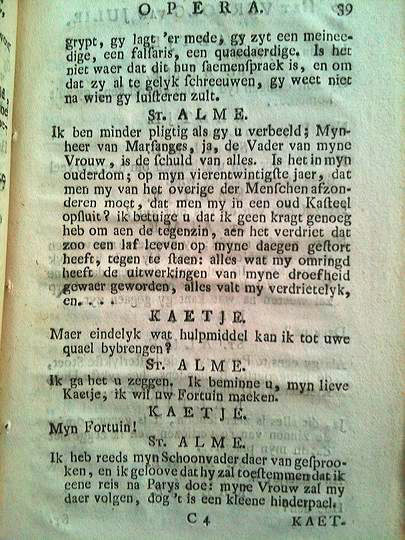 OPERA. 39
grypt, gy lagt 'er mede, gy zyt een meinee-
dige, een falſaris, een quaedaerdige. Is het
niet waer dat dit hun ſaemenſpraek is, en om
dat zy al te gelyk ſchreeuwen, gy weet niet
na wien gy luiſteren zult.
St. ALME.
Ik ben minder pligtig als gy u verbeeld; Myn-
heer van Marſanges, ja, de Vader van myne
Vrouw, is de ſchuld van alles. Is het in myn
ouderdom; op myn vierentwintigſte jaer, dat
men my van het overige der Menſchen afzon-
deren moet, dat men my in een oud Kaſteel
opſluit? ik betuige u dat ik geen kragt genoeg
heb om aen de tegenzin, aen het verdriet dat
zoo een laf leeven op myne daegen geſtort
heeft, tegen te ſtaen: alles wat my omringd
heeft de uitwerkingen van myne droefheid
gewaer geworden, alles valt my verdrietelyk,
en. . . .
KAETJE.
Maer eindelyk wat hulpmiddel kan ik tot uwe
quael bybrengen?
St. ALME.
Ik ga het u zeggen. Ik beminne u, myn lieve
Kaetje, ik wil uw Fortuin maeken.
KAETJE.
Myn Fortuin!
St. ALME.
Ik heb reeds myn Schoonvader daer van geſproo-
ken, en ik geloove dat hy zal toeſtemmen dat ik
eene reis na Parys doe: myne Vrouw zal my
daer volgen, dog 't is een kleene hinderpael.
C 4 KAET-